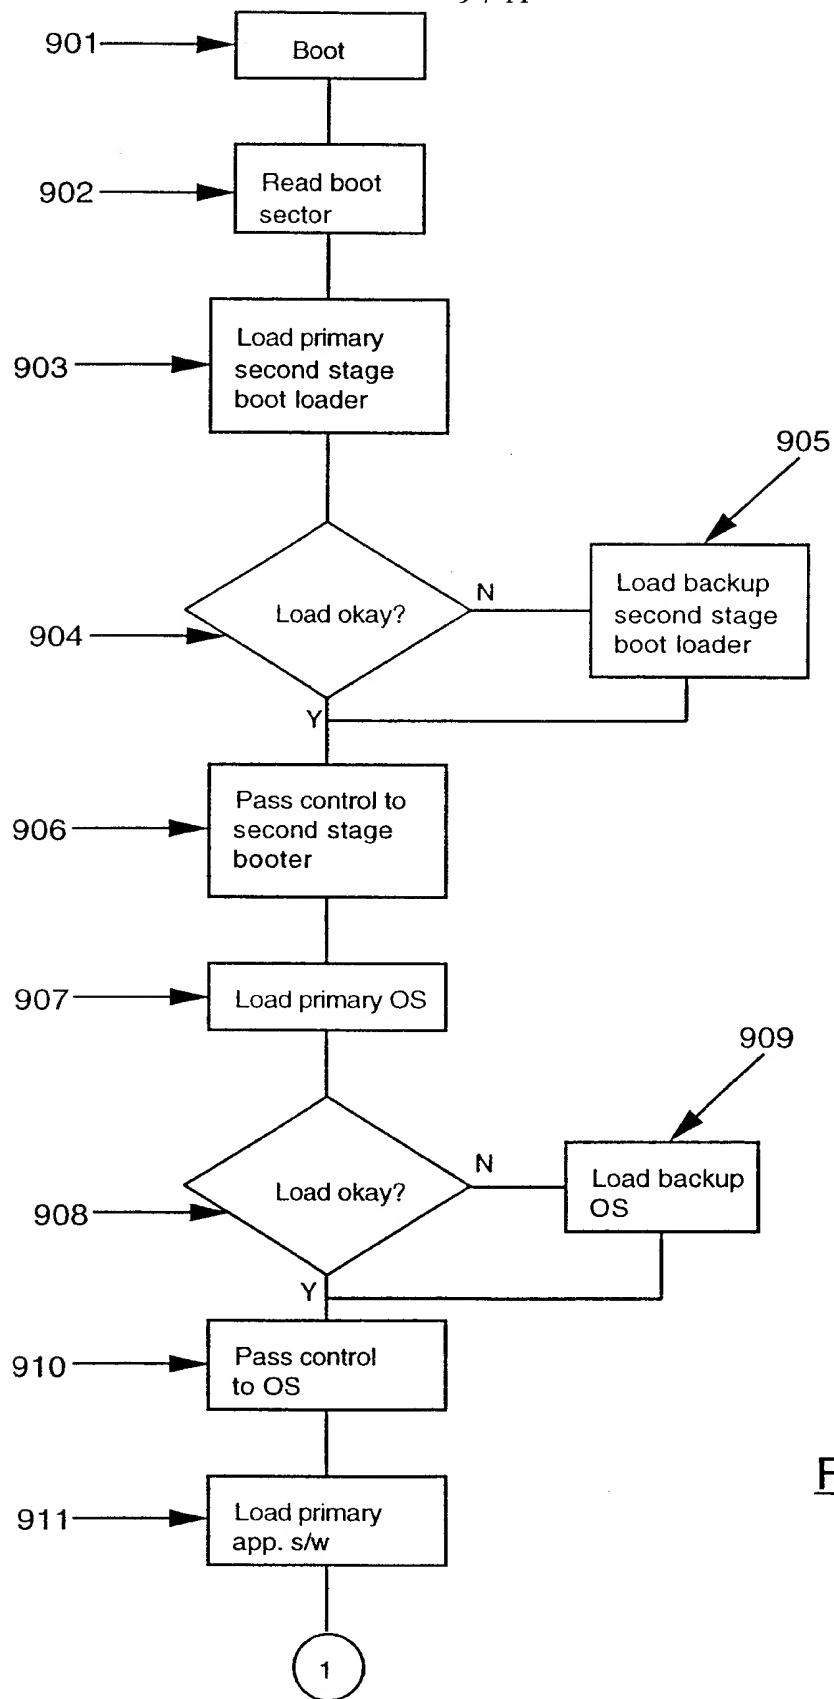 901
Boot
902
Read boot
sector
903
Load primary
second stage
boot loader
905
904
Load okay?
N
Load backup
second stage
boot loader
Y
906
Pass control to
second stage
booter
907
Load primary OS
909
908
Load okay?
N
Load backup
OS
Y
910
Pass control
to OS
911
Load primary
app. s/w
1